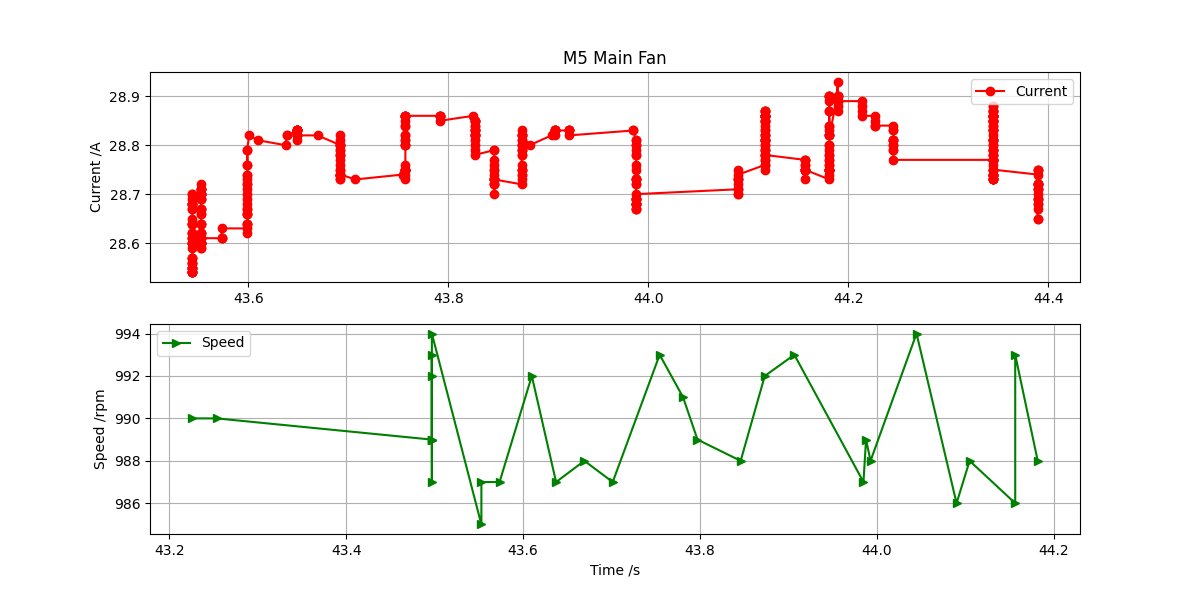 M5 Main Fan
Current /A
28.9
28.8
28.7
28.6
Current
43.6 43.8 44.0 44.2 44.4
Speed /rpm
994
992
990
988
986
Speed
43.2 43.4 43.6 43.8 44.0 44.2
Time /s